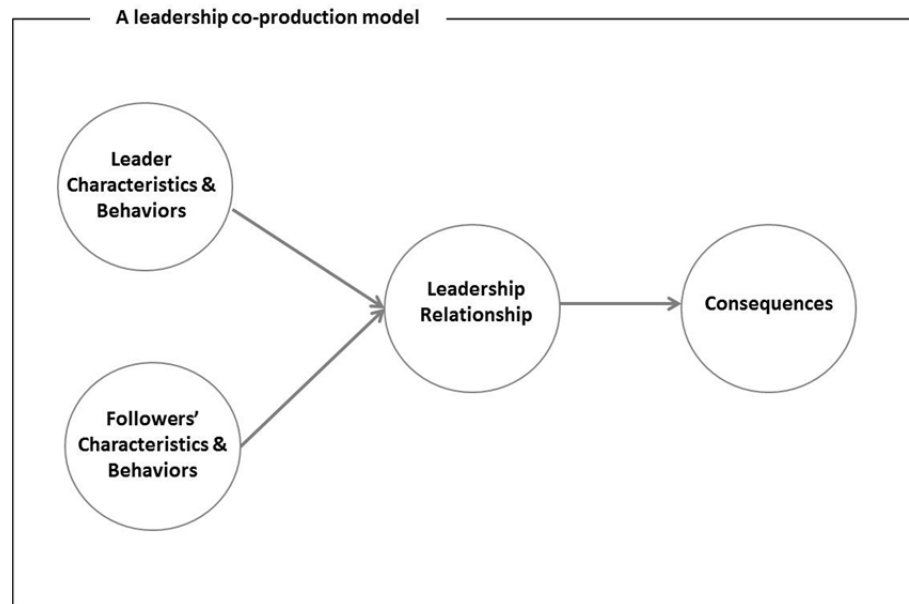 A leadership co-production model
Leader
Characteristics &
Behaviors
Followers’
Characteristics &
Behaviors
Leadership
Relationship
Consequences